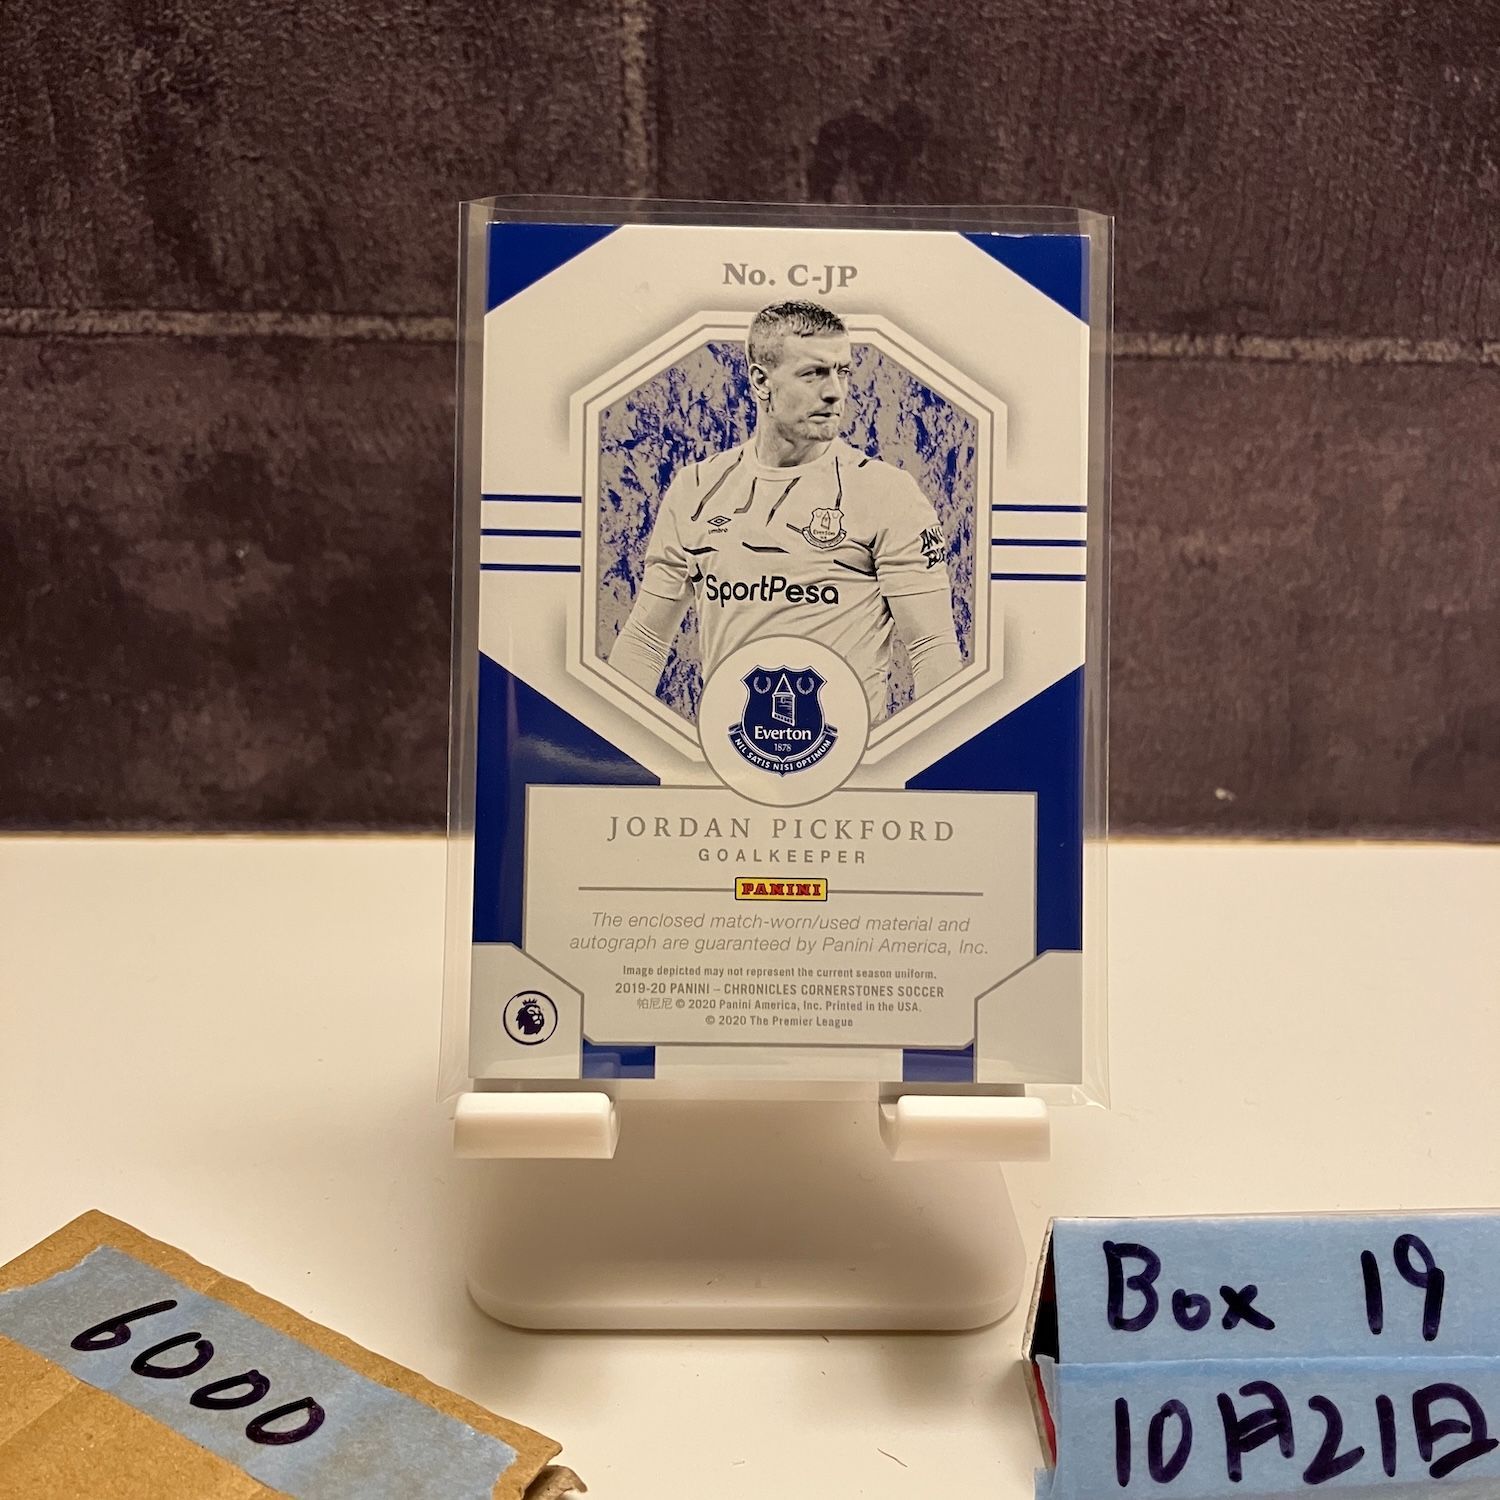 No. C-JP
umbro
Everton
SportPesa
Everton
1878
NIL SATIS NISI OPTIMUM
JORDAN PICKFORD
GOALKEEPER
PANINI
The enclosed match-worn/used material and
autograph are guaranteed by Panini America, Inc.
Image depicted may not represent the current season uniform.
2019-20 PANINI – CHRONICLES CORNERSTONES SOCCER
帕尼尼 © 2020 Panini America, Inc. Printed in the USA.
© 2020 The Premier League
6000
Box 19
10月21日